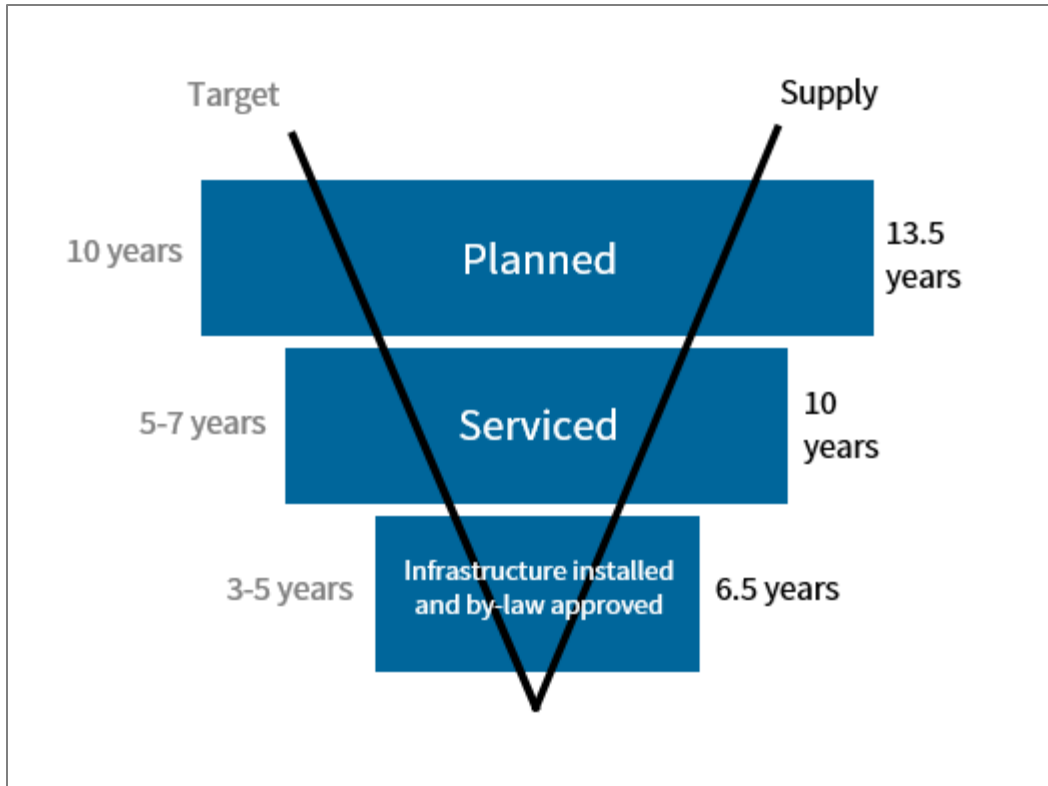 Target
Supply
10 years
Planned
13.5
years
5-7 years
Serviced
10
years
3-5 years
Infrastructure installed
and by-law approved
6.5 years